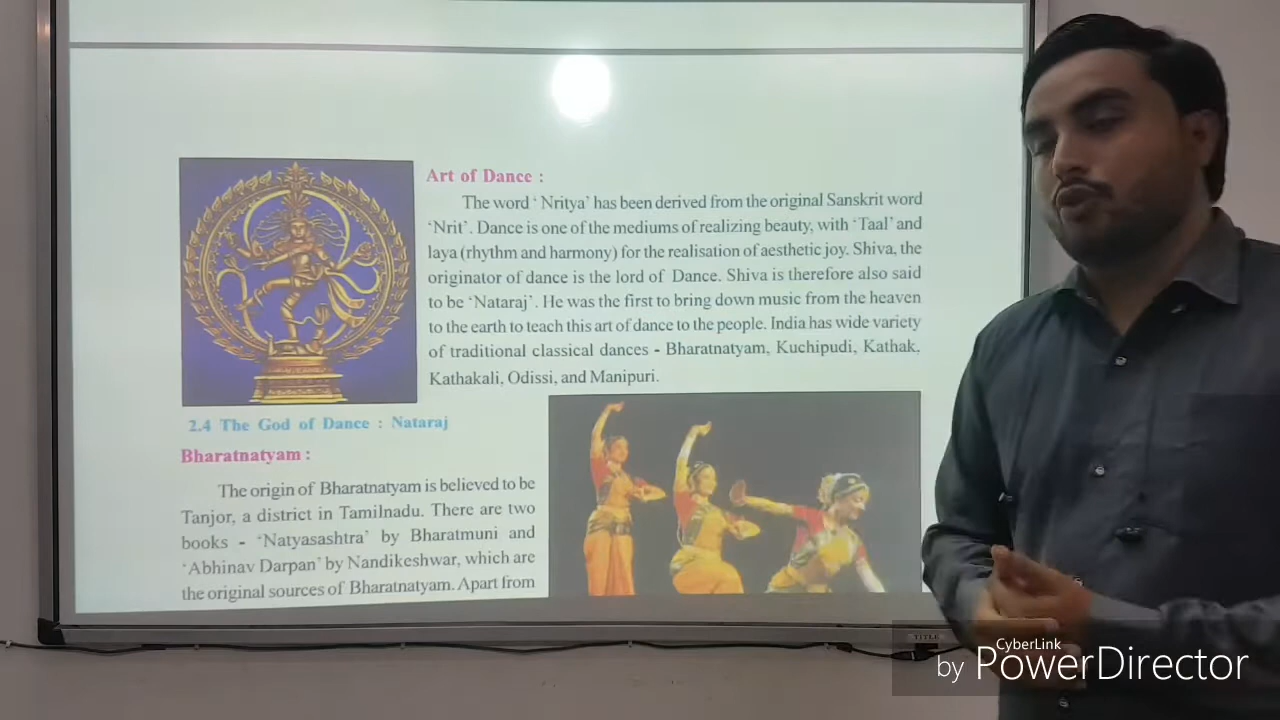 Art of Dance :
The word ‘ Nritya’ has been derived from the original Sanskrit word
‘Nrit’. Dance is one of the mediums of realizing beauty, with ‘Taal’ and
laya (rhythm and harmony) for the realisation of aesthetic joy. Shiva, the
originator of dance is the lord of Dance. Shiva is therefore also said
to be ‘Nataraj’. He was the first to bring down music from the heaven
to the earth to teach this art of dance to the people. India has wide variety
of traditional classical dances - Bharatnatyam, Kuchipudi, Kathak,
Kathakali, Odissi, and Manipuri.
2.4 The God of Dance : Nataraj
Bharatnatyam :
The origin of Bharatnatyam is believed to be
Tanjor, a district in Tamilnadu. There are two
books - ‘Natyasashtra’ by Bharatmuni and
‘Abhinav Darpan’ by Nandikeshwar, which are
the original sources of Bharatnatyam. Apart from
CyberLink
by PowerDirector